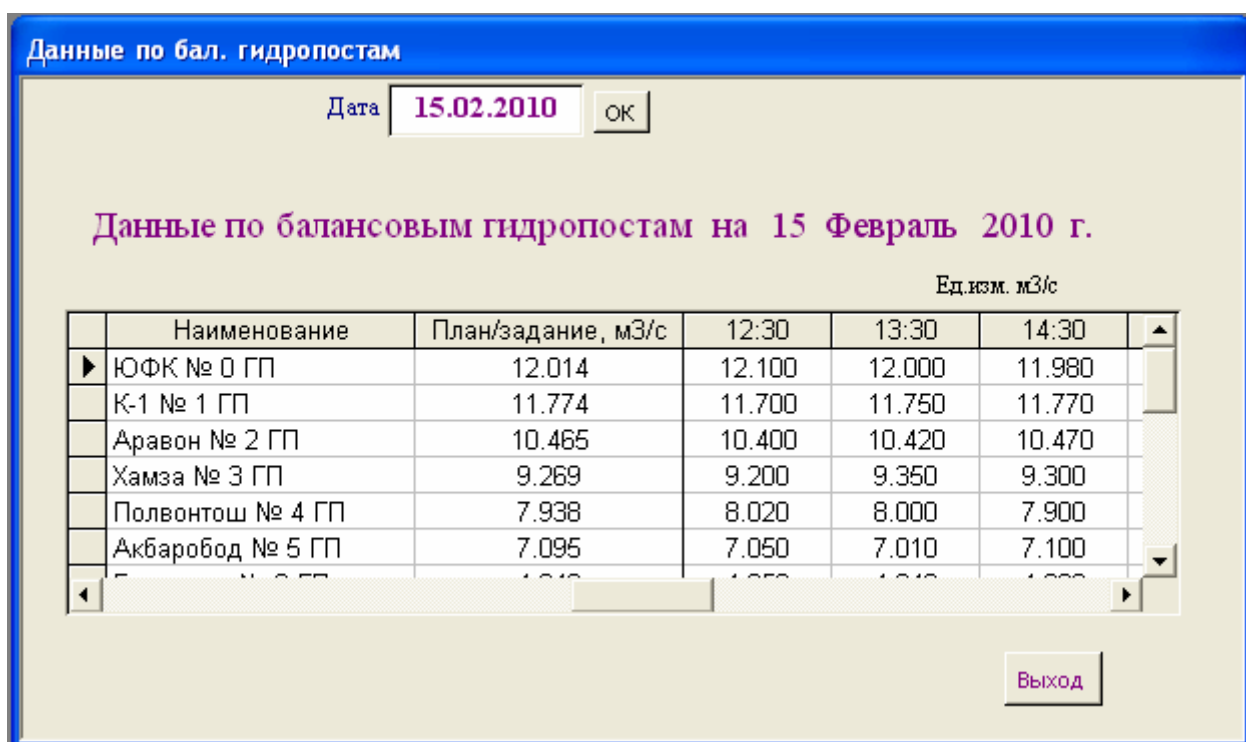 Данные по бал. гидропостам
Дата 15.02.2010 ОК
Данные по балансовым гидропостам на 15 Февраль 2010 г.
Ед.изм. м3/с
Наименование План/задание, м3/с 12:30 13:30 14:30
ЮФК № 0 ГП 12.014 12.100 12.000 11.980
К-1 № 1 ГП 11.774 11.700 11.750 11.770
Аравон № 2 ГП 10.465 10.400 10.420 10.470
Хамза № 3 ГП 9.269 9.200 9.350 9.300
Полвонтош № 4 ГП 7.938 8.020 8.000 7.900
Акбаробод № 5 ГП 7.095 7.050 7.010 7.100
Выход